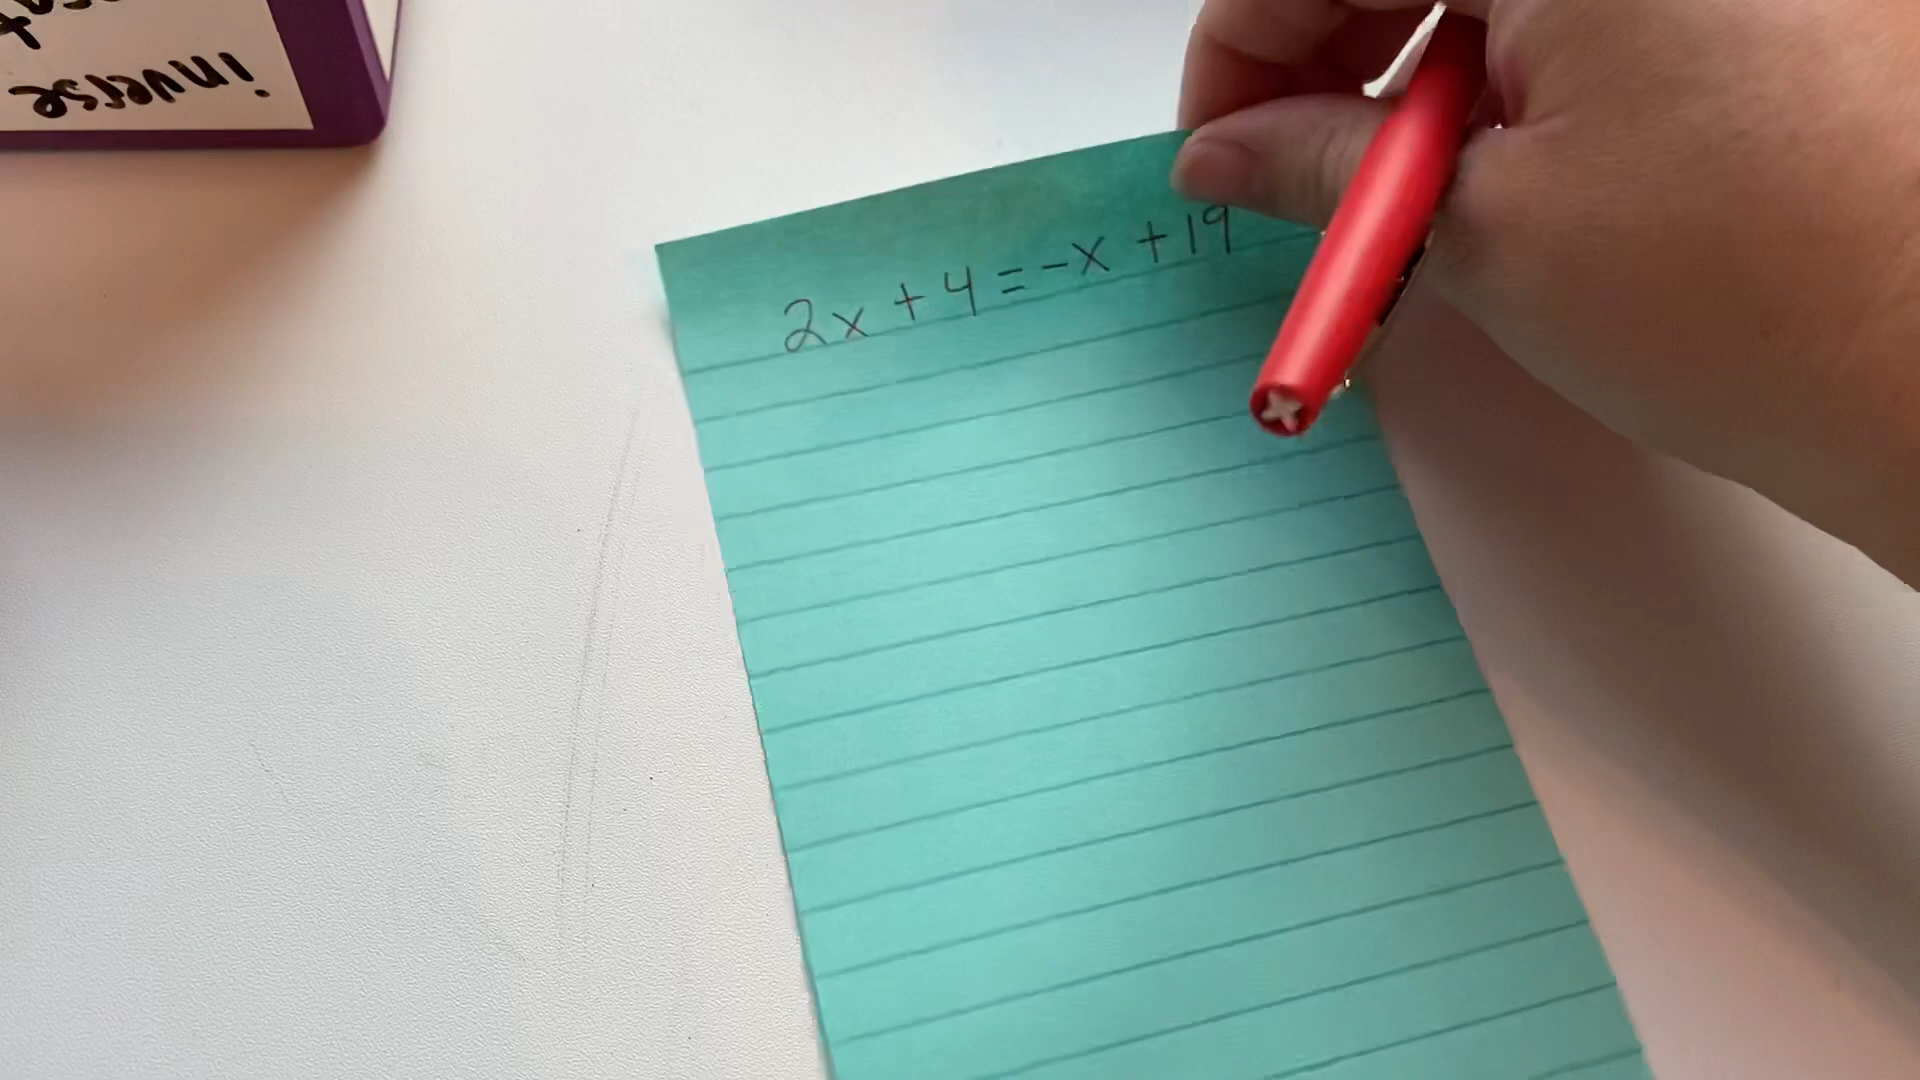 inverse
2x + 4 = -x + 19